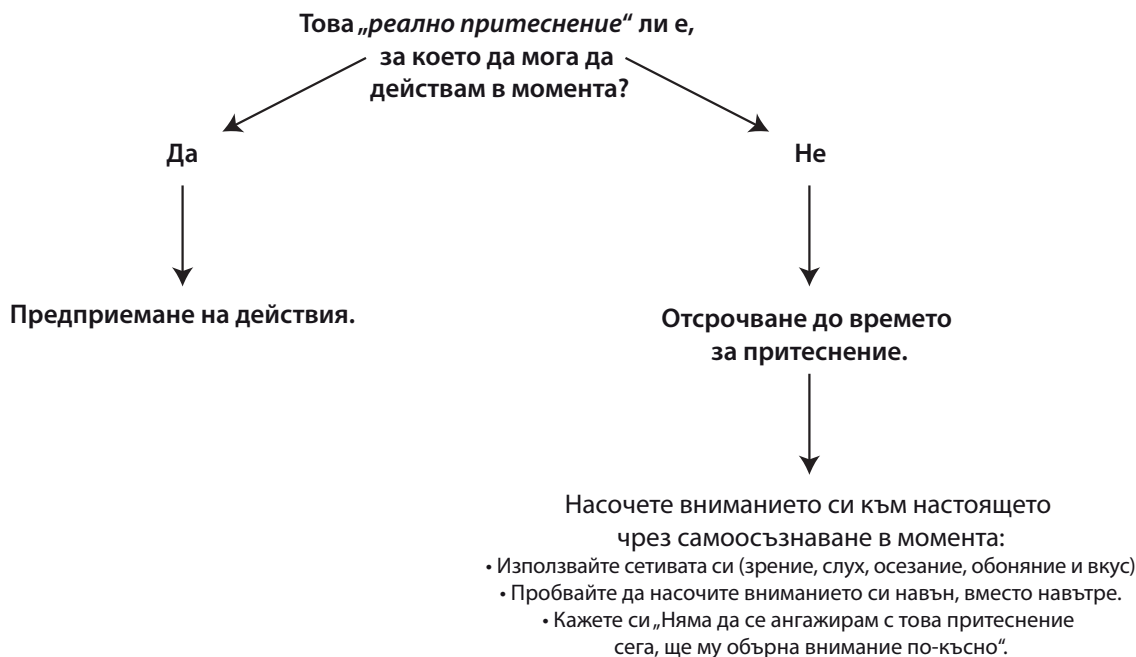 Това „реално притеснение“ ли е,
за което да мога да
действам в момента?
Да
Не
Предприемане на действия.
Отсрочване до времето
за притеснение.
Насочете вниманието си към настоящето
чрез самоосъзнаване в момента:
• Използвайте сетивата си (зрение, слух, осезание, обоняние и вкус)
• Пробвайте да насочите вниманието си навън, вместо навътре.
• Кажете си „Няма да се ангажирам с това притеснение
сега, ще му обърна внимание по-късно“.